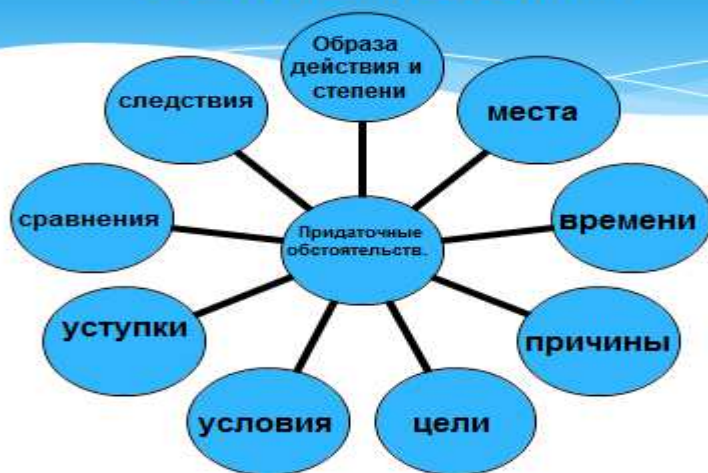 Образа
действия и
степени
места
времени
причины
цели
условия
уступки
сравнения
следствия
Придаточные
обстоятельств.